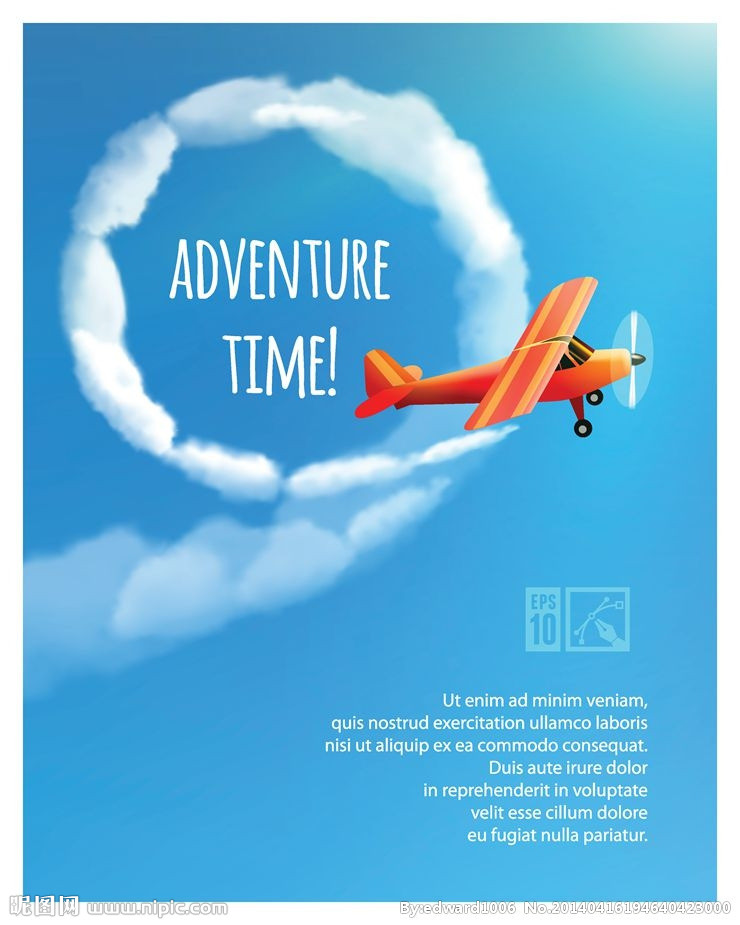 ADVENTURE
TIME!
EPS
10
Ut enim ad minim veniam,
quis nostrud exercitation ullamco laboris
nisi ut aliquip ex ea commodo consequat.
Duis aute irure dolor
in reprehenderit in voluptate
velit esse cillum dolore
eu fugiat nulla pariatur.
昵图网 www.nipic.com
By:edward1006 No.20140416194640423000